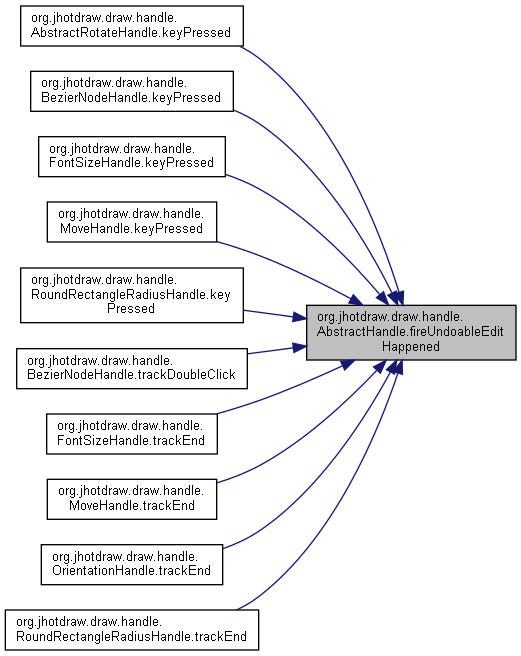 org.jhotdraw.draw.handle.
AbstractRotateHandle.keyPressed
org.jhotdraw.draw.handle.
BezierNodeHandle.keyPressed
org.jhotdraw.draw.handle.
FontSizeHandle.keyPressed
org.jhotdraw.draw.handle.
MoveHandle.keyPressed
org.jhotdraw.draw.handle.
RoundRectangleRadiusHandle.key
Pressed
org.jhotdraw.draw.handle.
AbstractHandle.fireUndoableEdit
Happened
org.jhotdraw.draw.handle.
BezierNodeHandle.trackDoubleClick
org.jhotdraw.draw.handle.
FontSizeHandle.trackEnd
org.jhotdraw.draw.handle.
MoveHandle.trackEnd
org.jhotdraw.draw.handle.
OrientationHandle.trackEnd
org.jhotdraw.draw.handle.
RoundRectangleRadiusHandle.trackEnd